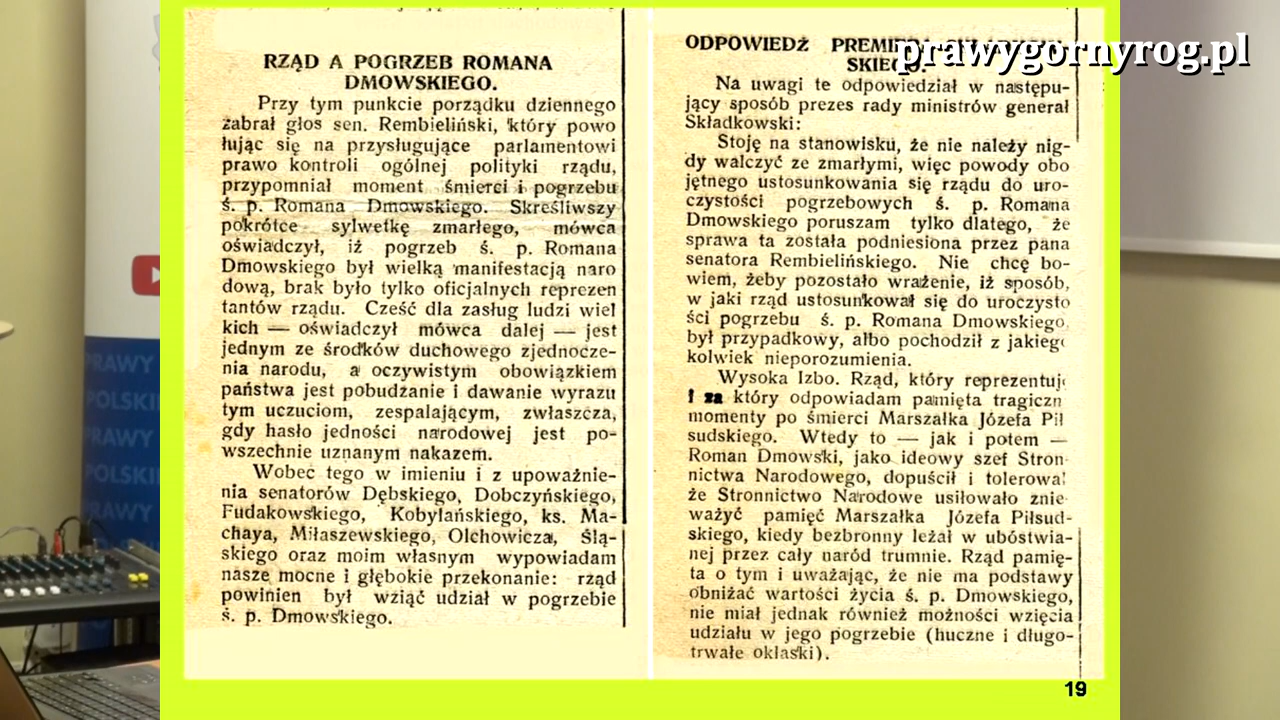 RZĄD A POGRZEB ROMANA
DMOWSKIEGO.
Przy tym punkcie porządku dziennego
zabrał głos sen. Rembieliński, który powo
łując się na przysługujące parlamentowi
prawo kontroli ogólnej polityki rządu,
przypomniał moment śmierci i pogrzebu
ś. p. Romana Dmowskiego. Skreśliwszy
pokrótce sylwetkę zmarłego, mówca
oświadczył, iż pogrzeb ś. p. Romana
Dmowskiego był wielką manifestacją naro
dową, brak było tylko oficjalnych reprezen
tantów rządu. Cześć dla zasług ludzi wiel
kich — oświadczył mówca dalej — jest
jednym ze środków duchowego zjednocze-
nia narodu, a oczywistym obowiązkiem
państwa jest pobudzanie i dawanie wyrazu
tym uczuciom, zespalającym, zwłaszcza,
gdy hasło jedności narodowej jest po-
wszechnie uznanym nakazem.
Wobec tego w imieniu i z upoważnie-
nia senatorów Dębskiego, Dobczyńskiego,
Fudakowskiego, Kobylańskiego, ks. Ma-
chaya, Miłaszewskiego, Olchowicza, Ślą-
skiego oraz moim własnym wypowiadam
nasze mocne i głębokie przekonanie: rząd
powinien był wziąć udział w pogrzebie
ś. p. Dmowskiego.
ODPOWIEDŹ
SKIEGO.
Na uwagi te odpowiedział w następu-
jący sposób prezes rady ministrów generał
Składkowski:
Stoję na stanowisku, że nie należy nig-
dy walczyć ze zmarłymi, więc powody obo
jętnego ustosunkowania się rządu do uro-
czystości pogrzebowych ś. p. Romana
Dmowskiego poruszam tylko dlatego, że
sprawa ta została podniesiona przez pana
senatora Rembielińskiego. Nie chcę bo-
wiem, żeby pozostało wrażenie, iż sposób,
w jaki rząd ustosunkował się do uroczysto
ści pogrzebu ś. p. Romana Dmowskiego,
był przypadkowy, albo pochodził z jakieg
kolwiek nieporozumienia.
Wysoka Izbo. Rząd, który reprezentuj
i za który odpowiadam pamięta tragiczn
momenty po śmierci Marszałka Józefa Pił
sudskiego. Wtedy to — jak i potem —
Roman Dmowski, jako ideowy szef Stron-
nictwa Narodowego, dopuścił i tolerował
że Stronnictwo Narodowe usiłowało znie-
ważyć pamięć Marszałka Józefa Piłsud-
skiego, kiedy bezbronny leżał w ubóstwia-
nej przez cały naród trumnie. Rząd pamię-
ta o tym i uważając, że nie ma podstawy
obniżać wartości życia ś. p. Dmowskiego,
nie miał jednak również możności wzięcia
udziału w jego pogrzebie (huczne i długo-
trwałe oklaski).
prawygornyrog.pl
19
PRAWY
POLSKI
PRAWY
POLSKI
PRAWY